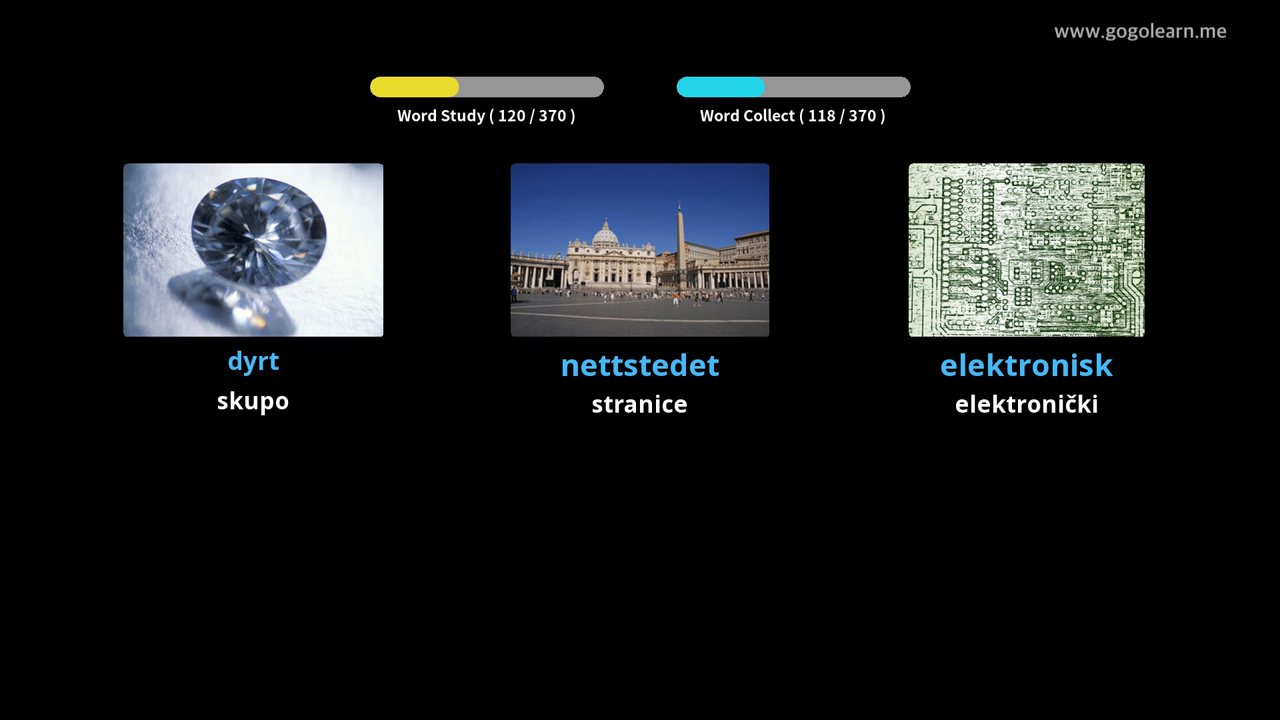 www.gogolearn.me
Word Study ( 120 / 370 )
Word Collect ( 118 / 370 )
dyrt
skupo
nettstedet
stranice
elektronisk
elektronički